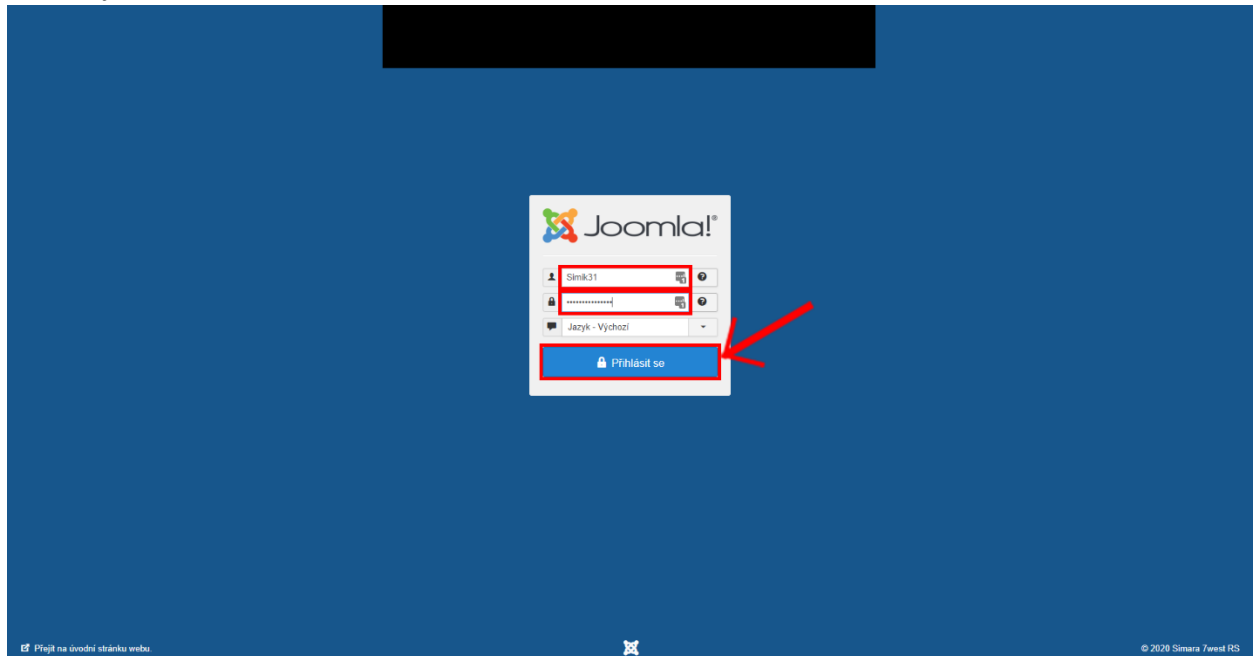 Joomla!®
Simik31
Jazyk - Výchozí
Přihlásit se
Přejít na úvodní stránku webu.
© 2020 Simara 7west RS